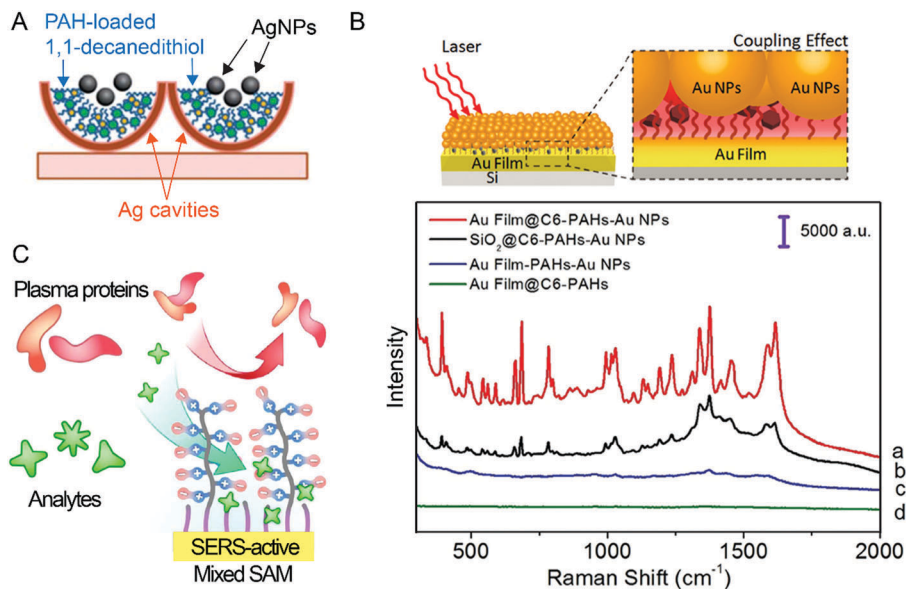 A
PAH-loaded
1,1-decanedithiol
AgNPs
Ag cavities
B
Laser
Coupling Effect
Au NPs
Au NPs
Au Film
Au Film
Si
Au Film@C6-PAHs-Au NPs
SiO2@C6-PAHs-Au NPs
Au Film-PAHs-Au NPs
Au Film@C6-PAHs
5000 a.u.
Intensity
a
b
c
d
500
1000
1500
2000
Raman Shift (cm-1)
C
Plasma proteins
Analytes
SERS-active
Mixed SAM